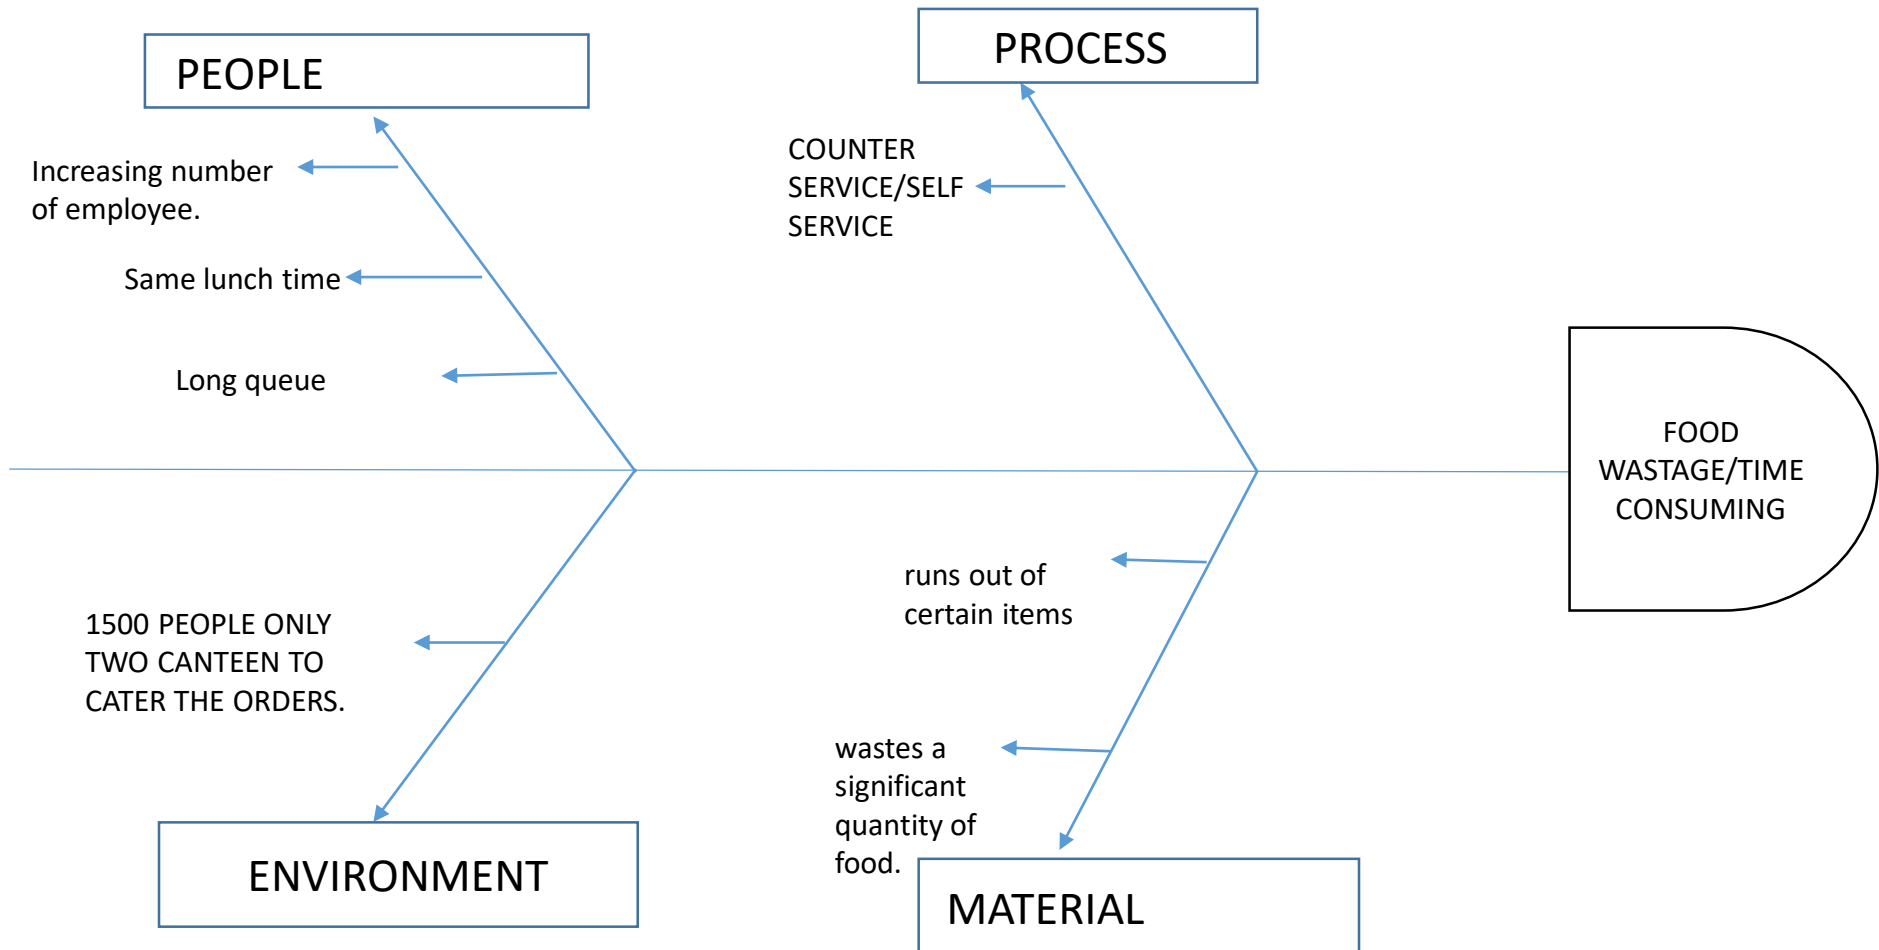 PEOPLE
Increasing number
of employee.
Same lunch time
Long queue
PROCESS
COUNTER
SERVICE/SELF
SERVICE
FOOD
WASTAGE/TIME
CONSUMING
1500 PEOPLE ONLY
TWO CANTEEN TO
CATER THE ORDERS.
ENVIRONMENT
runs out of
certain items
wastes a
significant
quantity of
food.
MATERIAL